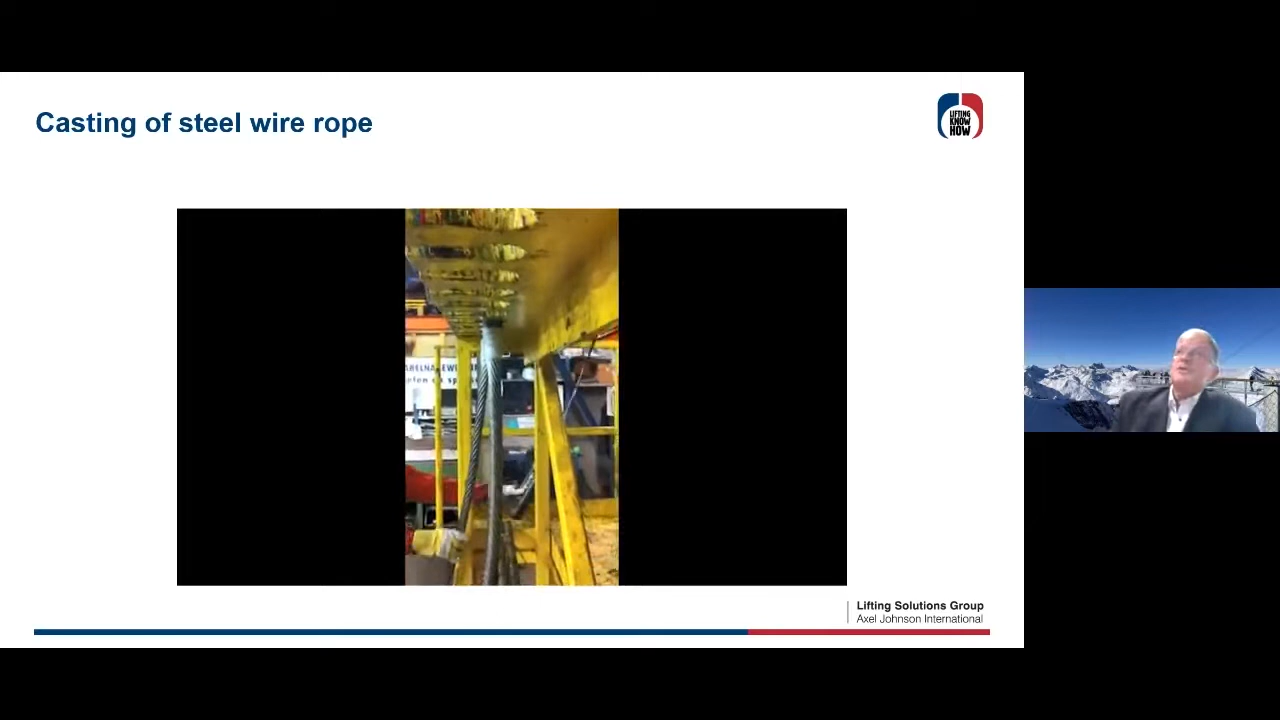 Casting of steel wire rope
LIFTING
KNOW
HOW
Lifting Solutions Group
Axel Johnson International